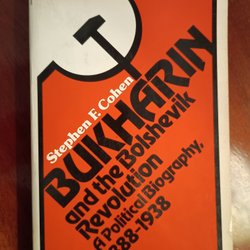 Stephen F. Cohen
BUKHARIN
and the Bolshevik
Revolution
A Political Biography,
1888-1938